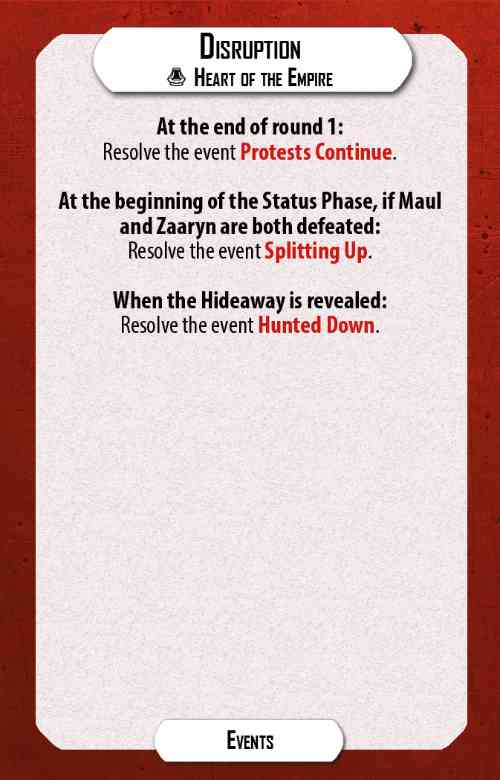 Disruption
Heart of the Empire
At the end of round 1:
Resolve the event Protests Continue.
At the beginning of the Status Phase, if Maul
and Zaaryn are both defeated:
Resolve the event Splitting Up.
When the Hideaway is revealed:
Resolve the event Hunted Down.
Events